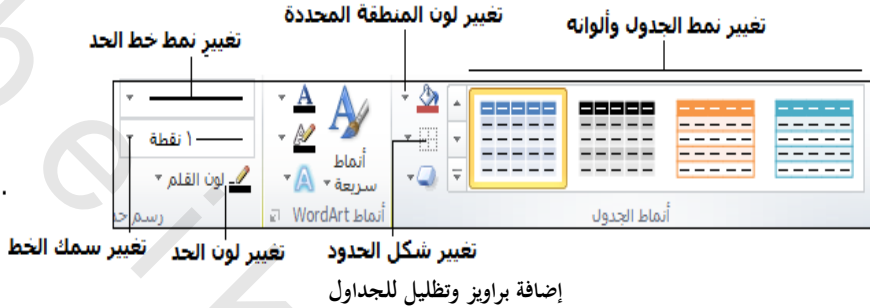 تغيير نمط الجدول وألوانه
تغيير لون المنطقة المحددة
تغيير نمط خط الحد
١ نقطة
أنماط سريعة
لون القلم
أنماط الجدول
أنماط WordArt
رسم حد
تغيير شكل الحدود
تغيير لون الحد
تغيير سمك الخط
إضافة براويز وتظليل للجداول